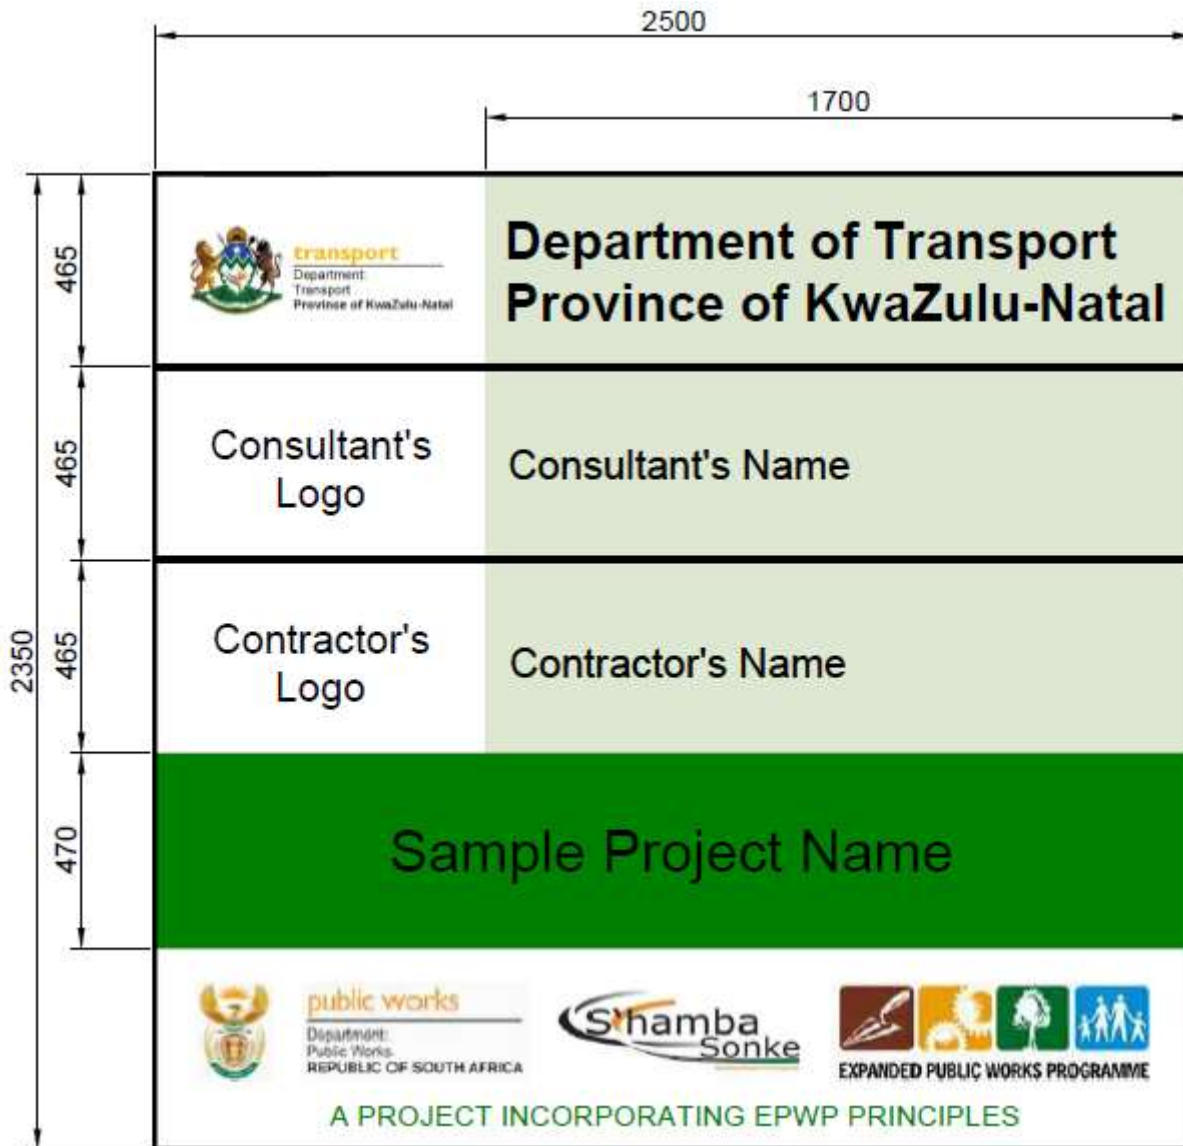 2500
1700
465
transport
Department:
Transport
Province of KwaZulu-Natal
Department of Transport
Province of KwaZulu-Natal
465
Consultant's
Logo
Consultant's Name
2350
465
Contractor's
Logo
Contractor's Name
470
Sample Project Name
public works
Department:
Public Works
REPUBLIC OF SOUTH AFRICA
S'hamba
Sonke
EXPANDED PUBLIC WORKS PROGRAMME
A PROJECT INCORPORATING EPWP PRINCIPLES